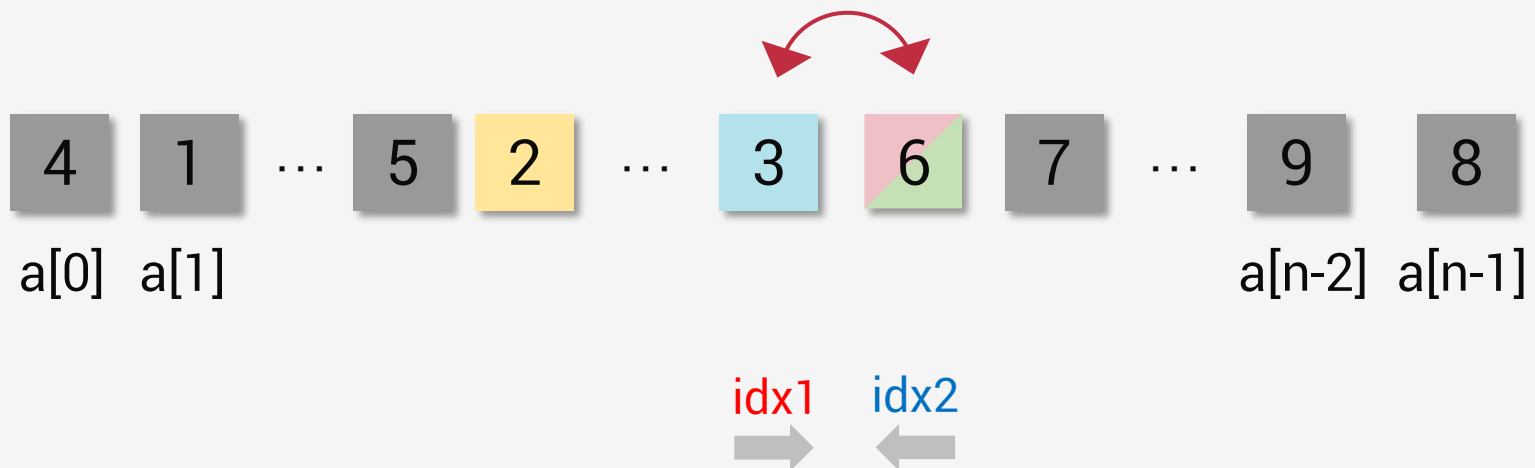 4 1 ... 5 2 ... 3 6 7 ... 9 8
a[0] a[1] a[n-2] a[n-1]
idx1 idx2